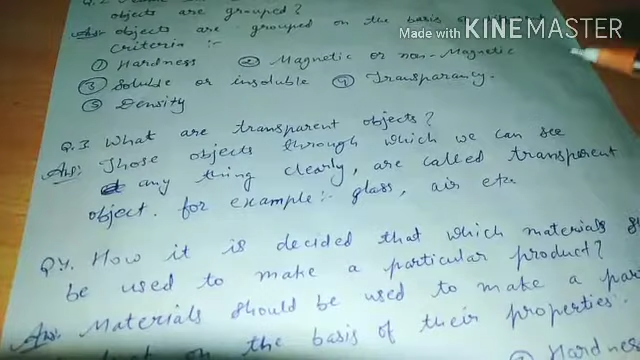 objects are grouped?
Made with KINEMASTER
Ans:- objects are grouped on the basis
criteria :-
① Hardness ② Magnetic or non-Magnetic
③ Soluble or insoluble ④ Transparancy.
⑤ Density
Q.3 What are transparent objects?
Ans:- Those objects through which we can see
any thing clearly, are called transparent
object. for example:- glass, air etc
Q4. How it is decided that which materials
be used to make a particular product?
Ans:- Materials should be used to make a
on the basis of their properties.
Hardness